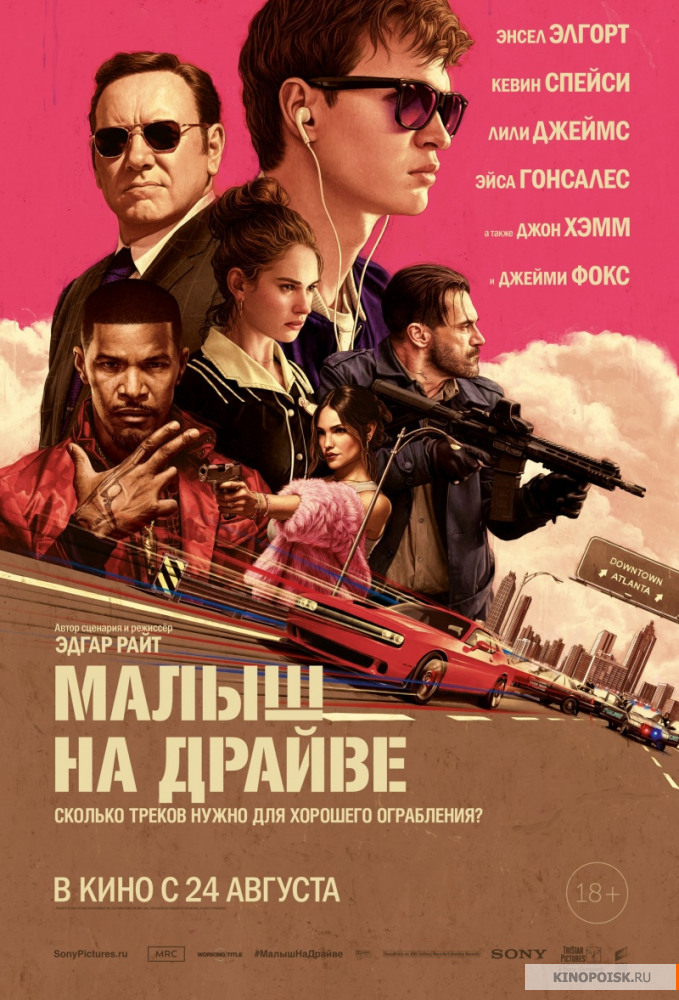 ЭНСЕЛ ЭЛГОРТ
КЕВИН СПЕЙСИ
ЛИЛИ ДЖЕЙМС
ЭЙСА ГОНСАЛЕС
а также ДЖОН ХЭММ
и ДЖЕЙМИ ФОКС
DOWNTOWN
ATLANTA
Автор сценария и режиссёр
ЭДГАР РАЙТ
МАЛЫШ
НА ДРАЙВЕ
СКОЛЬКО ТРЕКОВ НУЖНО ДЛЯ ХОРОШЕГО ОГРАБЛЕНИЯ?
В КИНО С 24 АВГУСТА
18+
SonyPictures.ru MRC WORKING TITLE #МалышНаДрайве SONY TRISTAR PICTURES
KINOPOISK.RU